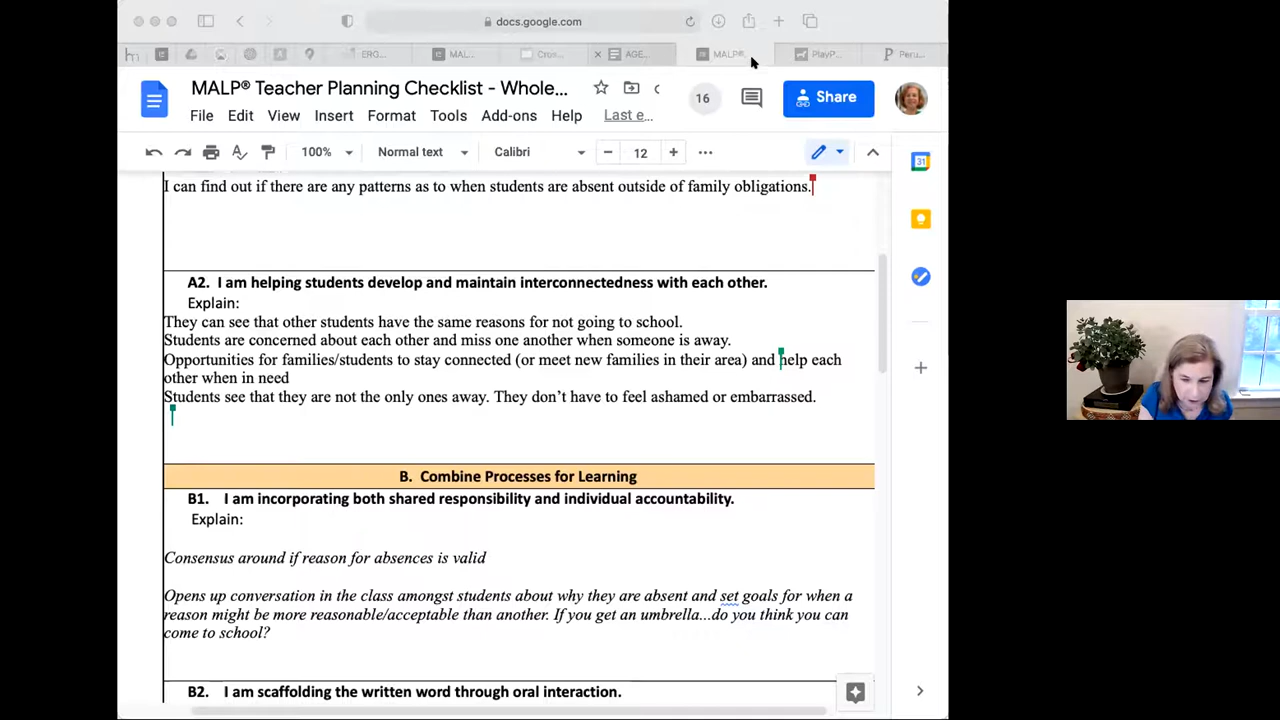 docs.google.com
ERG...
MAL...
Cros...
AGE...
MALP®
PlayP...
Peru...
MALP® Teacher Planning Checklist - Whole...
16
Share
File Edit View Insert Format Tools Add-ons Help Last e...
100% Normal text Calibri 12
31
I can find out if there are any patterns as to when students are absent outside of family obligations.
A2. I am helping students develop and maintain interconnectedness with each other.
Explain:
They can see that other students have the same reasons for not going to school.
Students are concerned about each other and miss one another when someone is away.
Opportunities for families/students to stay connected (or meet new families in their area) and help each
other when in need
Students see that they are not the only ones away. They don't have to feel ashamed or embarrassed.
B. Combine Processes for Learning
B1. I am incorporating both shared responsibility and individual accountability.
Explain:
Consensus around if reason for absences is valid
Opens up conversation in the class amongst students about why they are absent and set goals for when a
reason might be more reasonable/acceptable than another. If you get an umbrella...do you think you can
come to school?
B2. I am scaffolding the written word through oral interaction.